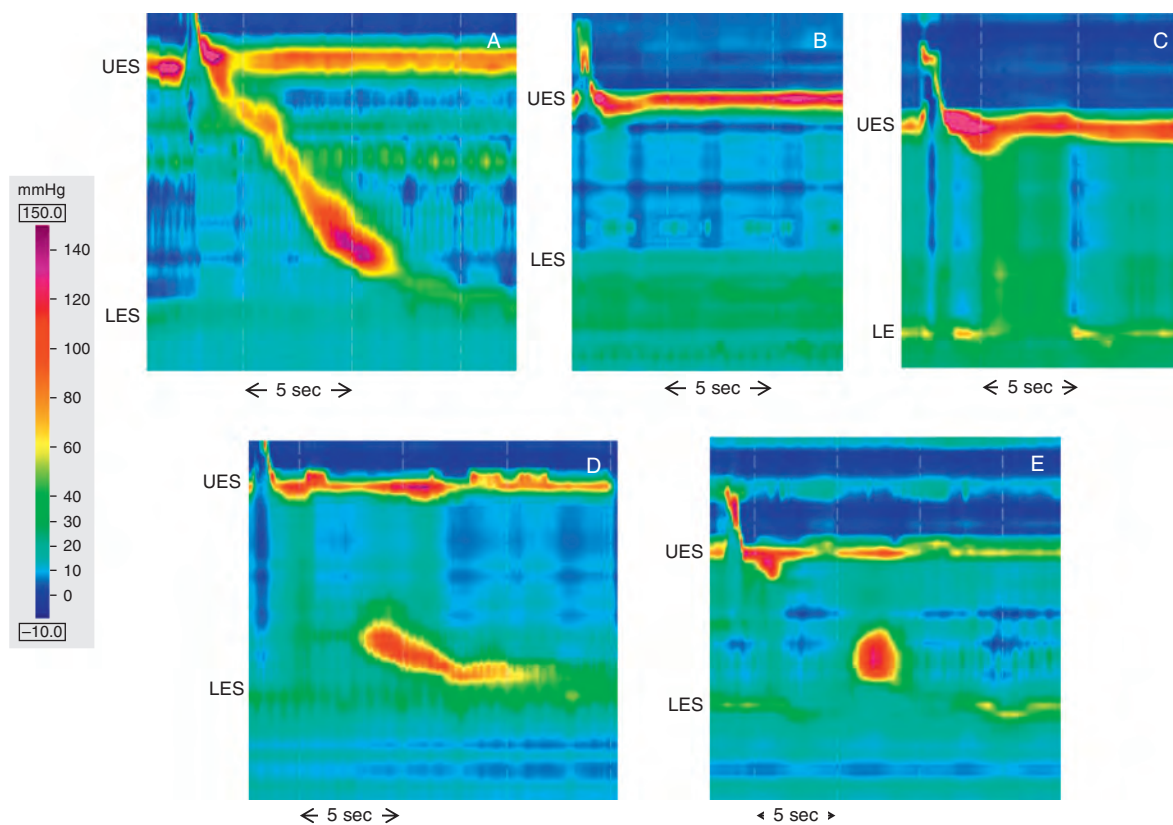 A
UES
LES
← 5 sec →
B
UES
LES
← 5 sec →
C
UES
LE
← 5 sec →
mmHg
150.0
140
120
100
80
60
40
30
20
10
0
–10.0
D
UES
LES
← 5 sec →
E
UES
LES
5 sec